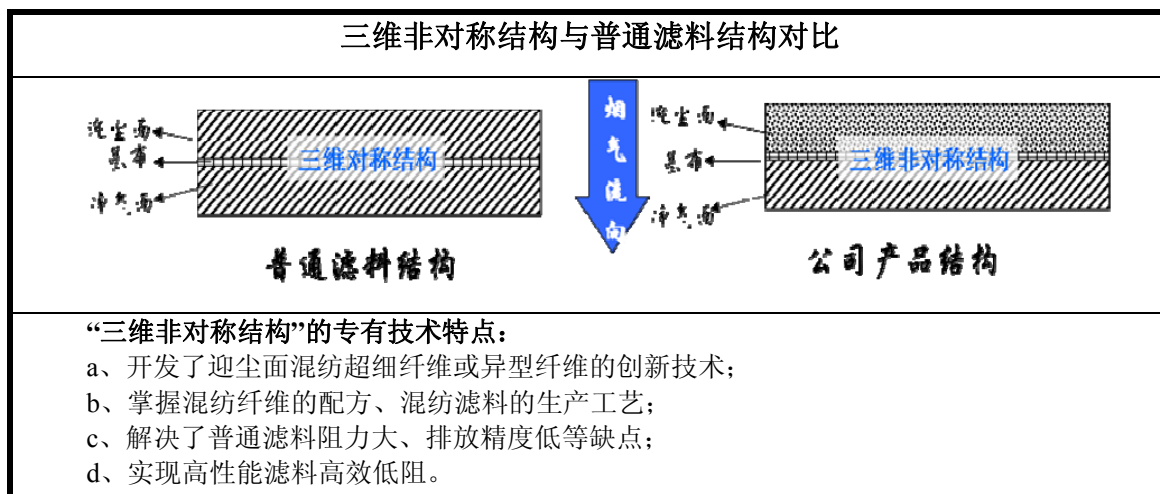 三维非对称结构与普通滤料结构对比
迎尘面
基布
净气面
三维对称结构
普通滤料结构
烟气流向
迎尘面
基布
净气面
三维非对称结构
公司产品结构
“三维非对称结构”的专有技术特点：
a、开发了迎尘面混纺超细纤维或异型纤维的创新技术；
b、掌握混纺纤维的配方、混纺滤料的生产工艺；
c、解决了普通滤料阻力大、排放精度低等缺点；
d、实现高性能滤料高效低阻。